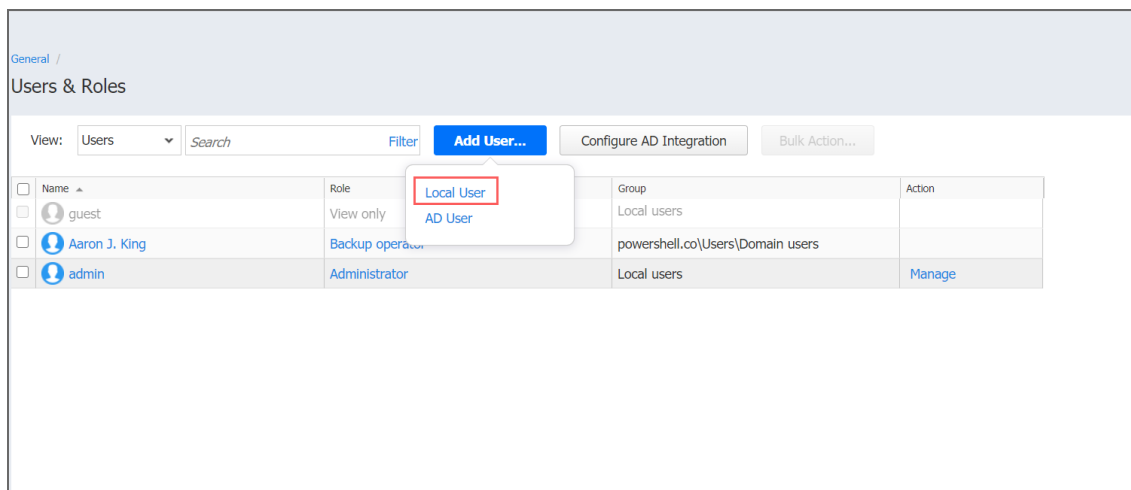 General /
Users & Roles
View: Users Search Filter Add User... Configure AD Integration Bulk Action...
Local User
AD User
Name Role Group Action
guest View only Local users
Aaron J. King Backup operator powershell.co\Users\Domain users
admin Administrator Local users Manage